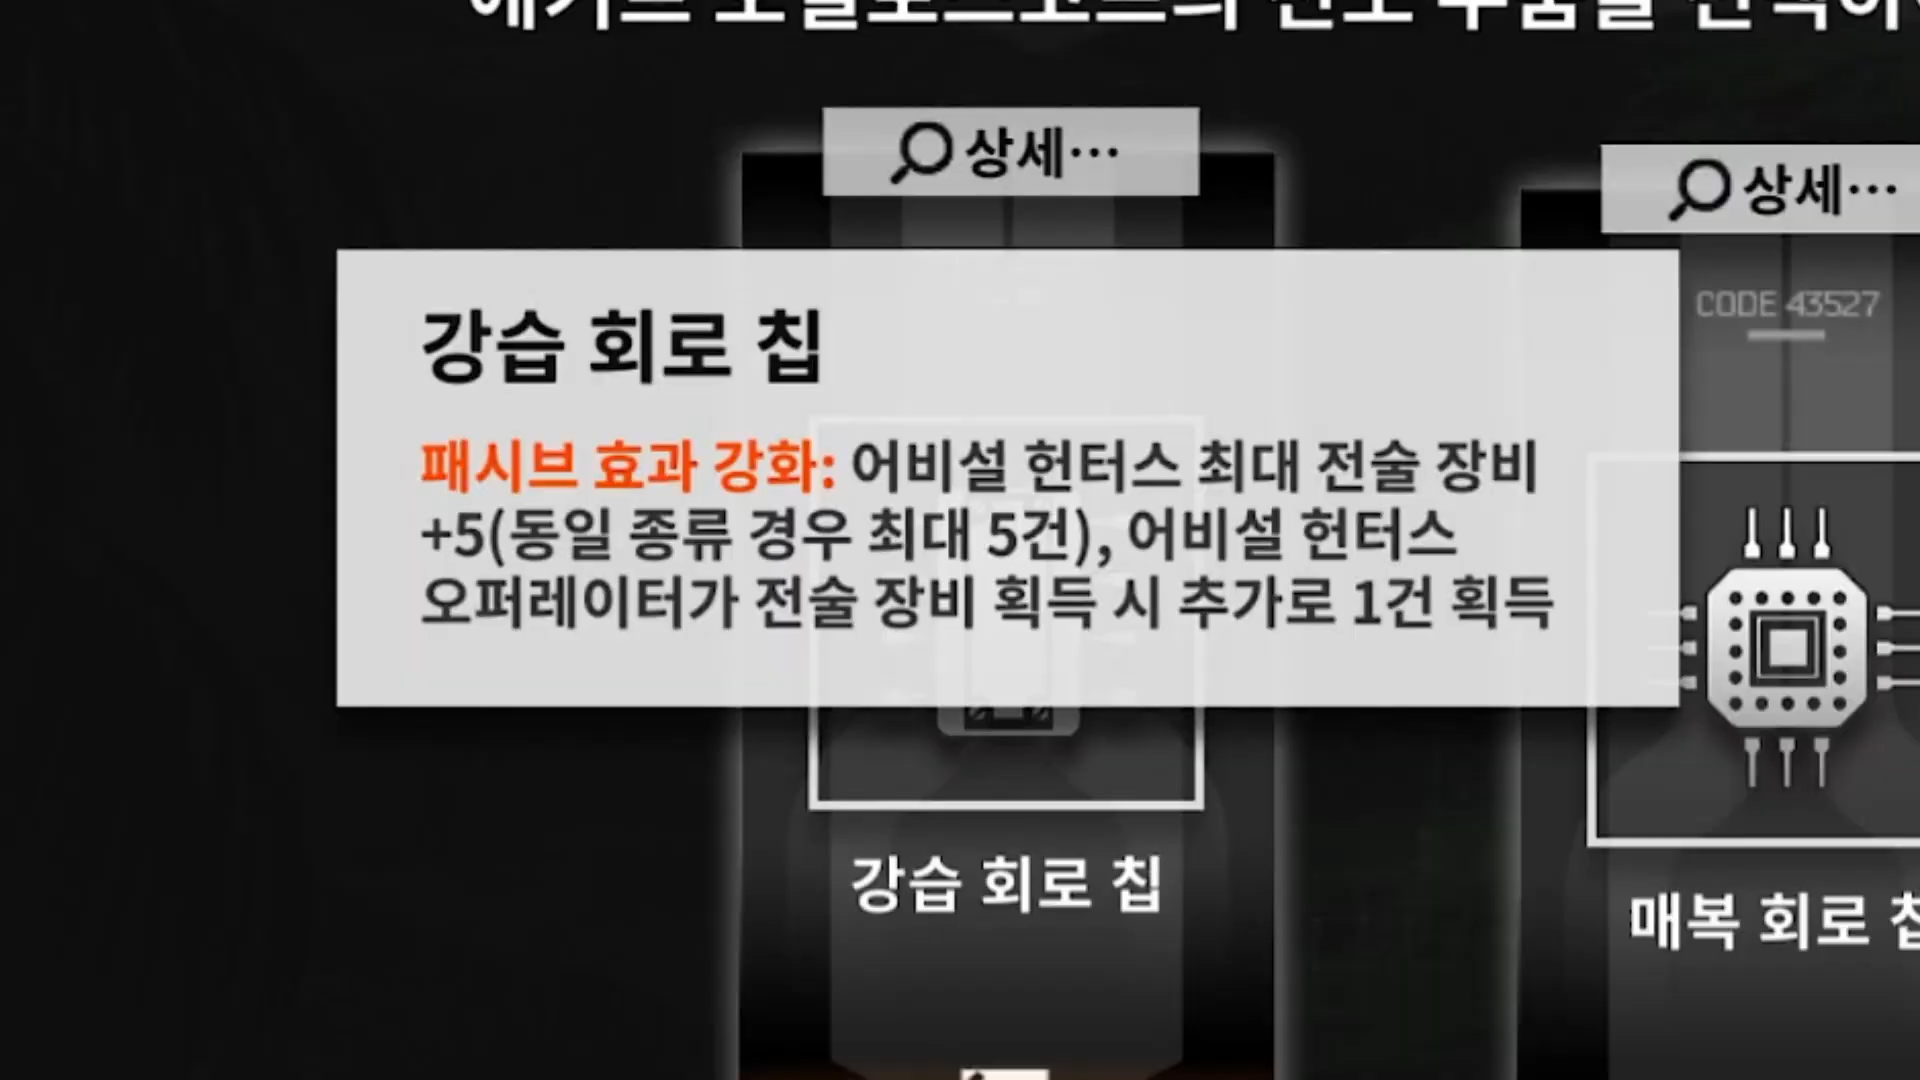 상세…
상세…
CODE 43527
강습 회로 칩
패시브 효과 강화: 어비설 헌터스 최대 전술 장비
+5(동일 종류 경우 최대 5건), 어비설 헌터스
오퍼레이터가 전술 장비 획득 시 추가로 1건 획득
강습 회로 칩
매복 회로